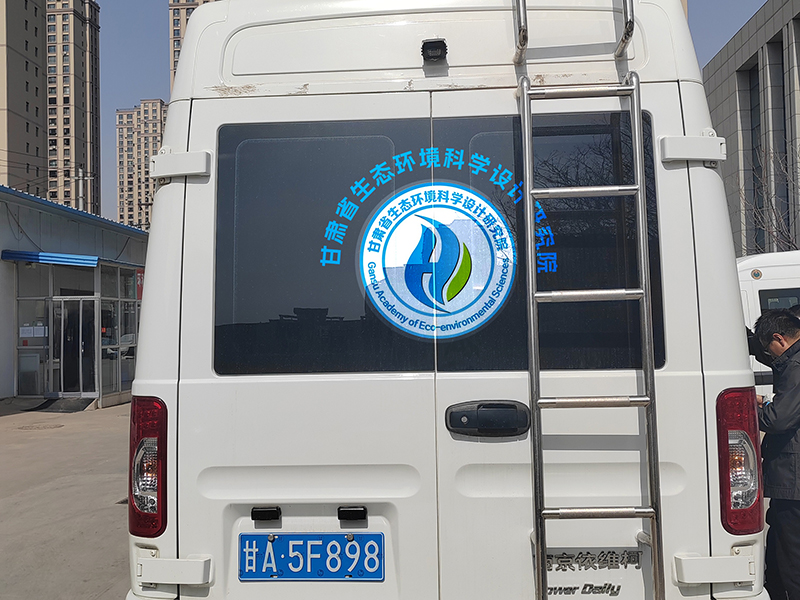 甘肃省生态环境科学设计研究院
甘肃省生态环境科学设计研究院
Gansu Academy of Eco-environmental Sciences
甘A·5F898
南京依维柯
Power Daily